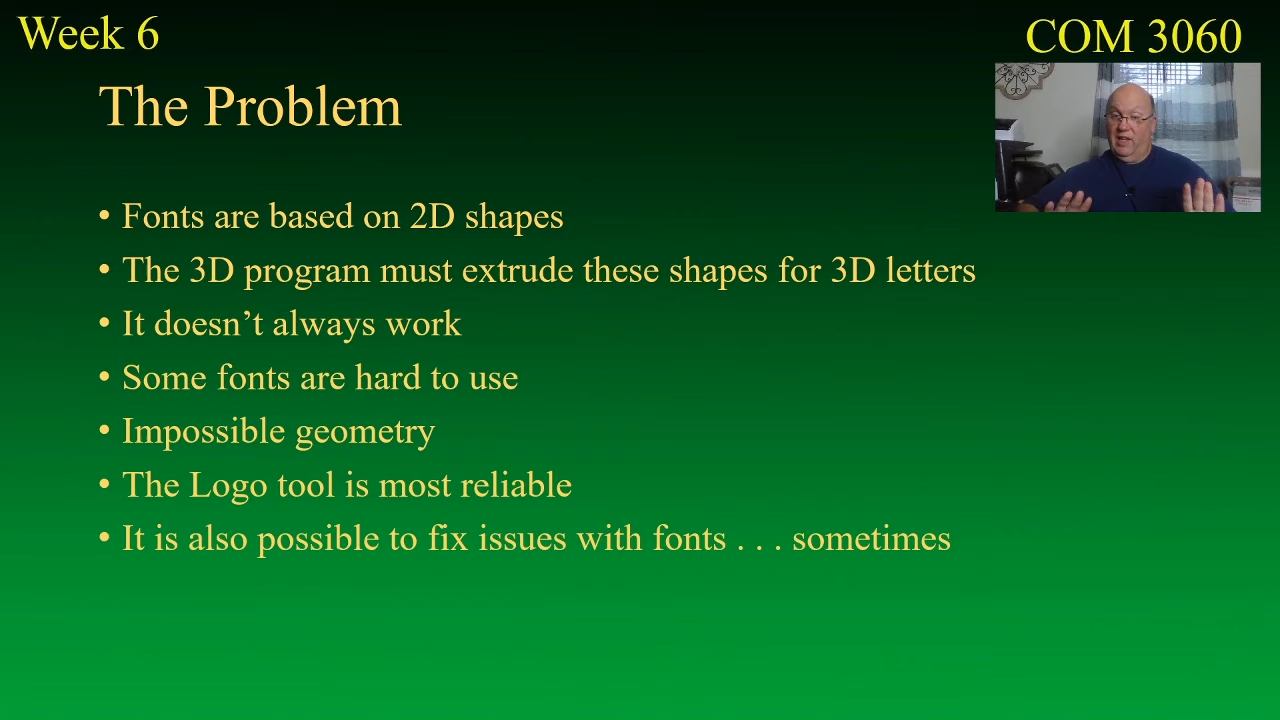 Week 6
COM 3060
The Problem
• Fonts are based on 2D shapes
• The 3D program must extrude these shapes for 3D letters
• It doesn’t always work
• Some fonts are hard to use
• Impossible geometry
• The Logo tool is most reliable
• It is also possible to fix issues with fonts . . . sometimes